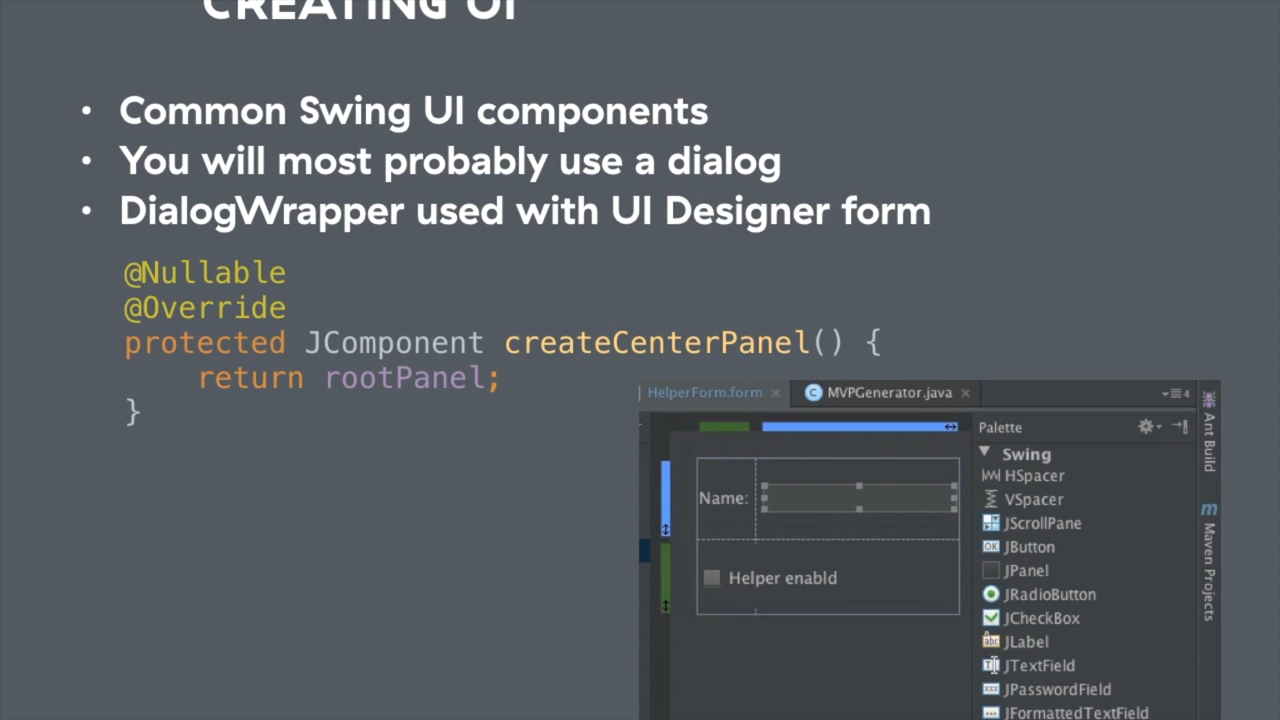 CREATING UI
• Common Swing UI components
• You will most probably use a dialog
• DialogWrapper used with UI Designer form
@Nullable
@Override
protected JComponent createCenterPanel() {
    return rootPanel;
}
HelperForm.form
MVPGenerator.java
4
Palette
Swing
HSpacer
VSpacer
JScrollPane
JButton
JPanel
JRadioButton
JCheckBox
JLabel
JTextField
JPasswordField
JFormattedTextField
Name:
Helper enabld
Ant Build
Maven Projects